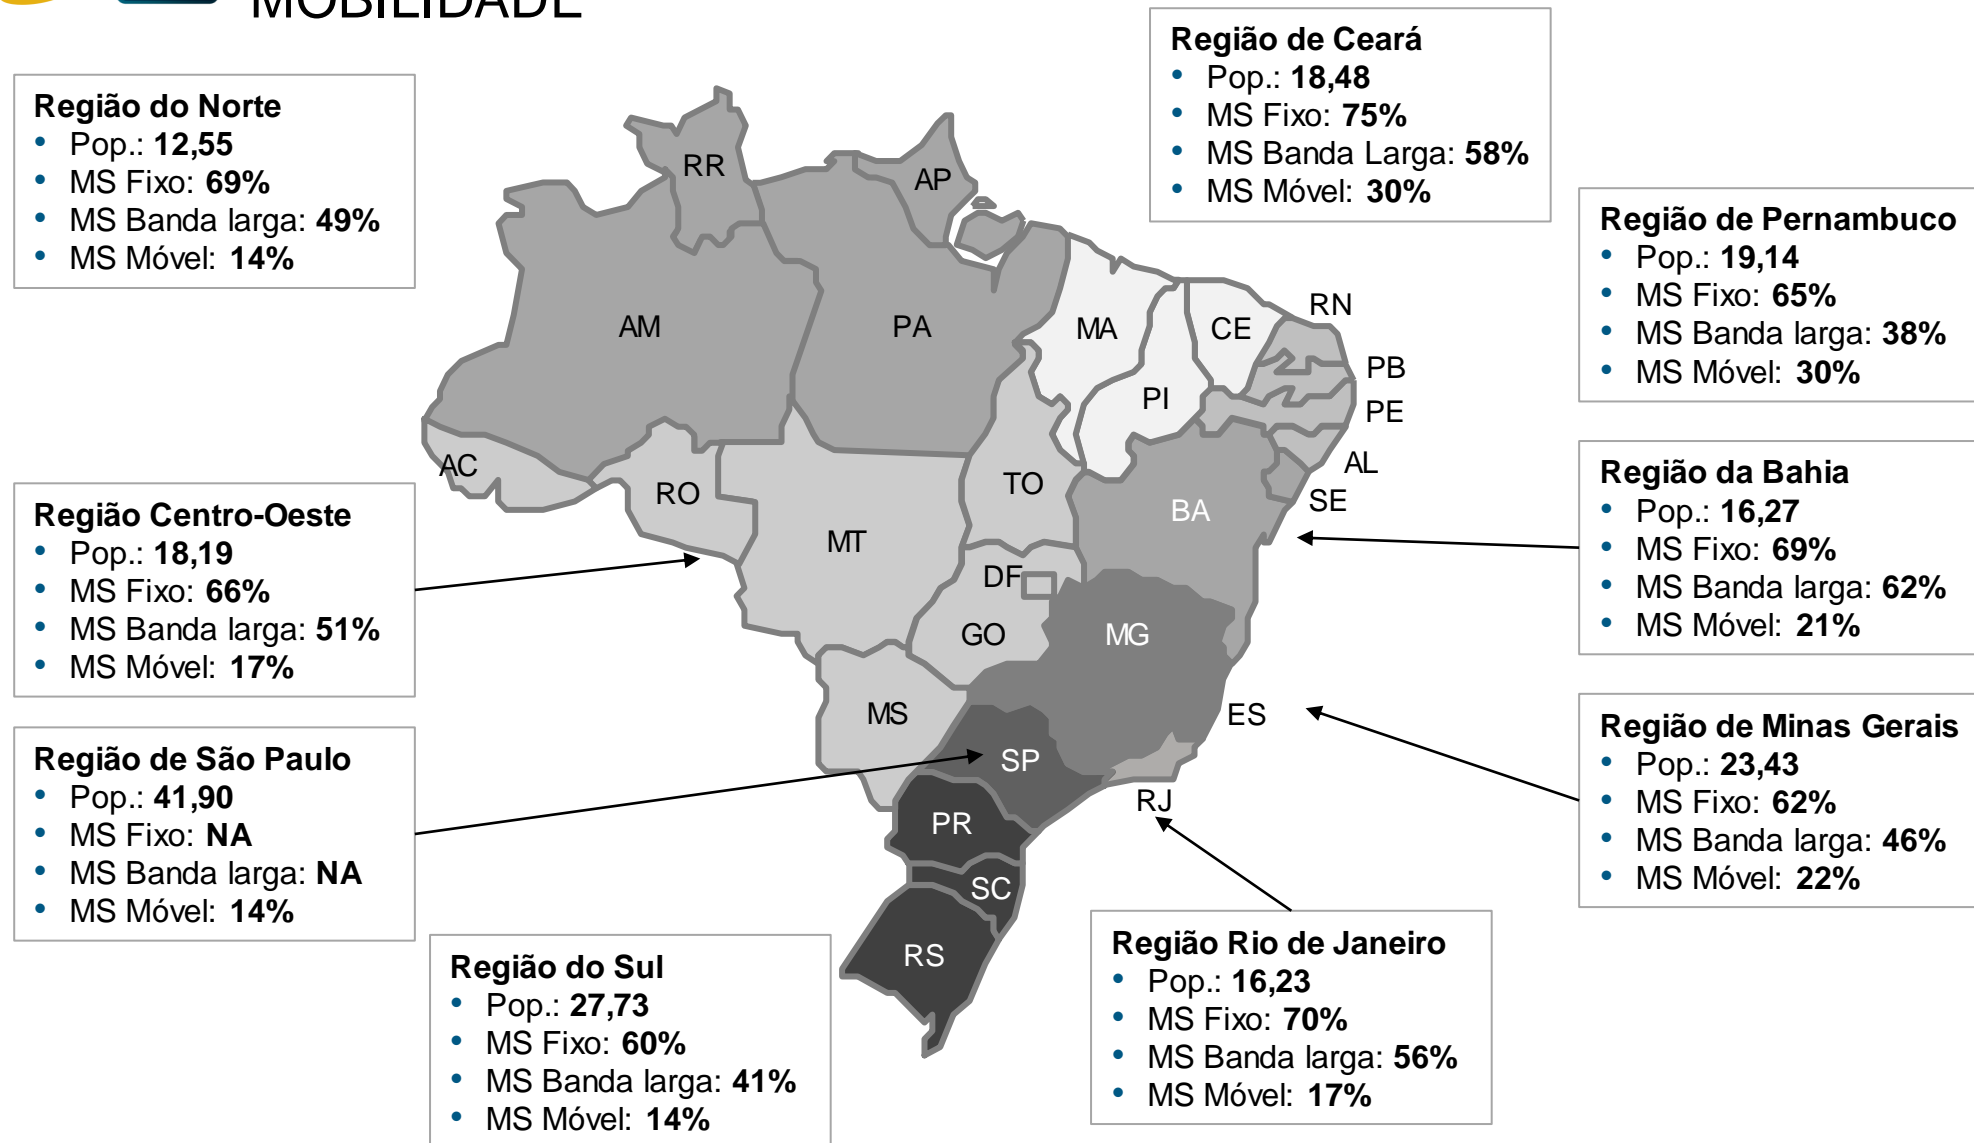 MOBILIDADE
Região do Norte
• Pop.: 12,55
• MS Fixo: 69%
• MS Banda larga: 49%
• MS Móvel: 14%
Região de Ceará
• Pop.: 18,48
• MS Fixo: 75%
• MS Banda Larga: 58%
• MS Móvel: 30%
Região de Pernambuco
• Pop.: 19,14
• MS Fixo: 65%
• MS Banda larga: 38%
• MS Móvel: 30%
Região Centro-Oeste
• Pop.: 18,19
• MS Fixo: 66%
• MS Banda larga: 51%
• MS Móvel: 17%
Região da Bahia
• Pop.: 16,27
• MS Fixo: 69%
• MS Banda larga: 62%
• MS Móvel: 21%
Região de São Paulo
• Pop.: 41,90
• MS Fixo: NA
• MS Banda larga: NA
• MS Móvel: 14%
Região de Minas Gerais
• Pop.: 23,43
• MS Fixo: 62%
• MS Banda larga: 46%
• MS Móvel: 22%
Região do Sul
• Pop.: 27,73
• MS Fixo: 60%
• MS Banda larga: 41%
• MS Móvel: 14%
Região Rio de Janeiro
• Pop.: 16,23
• MS Fixo: 70%
• MS Banda larga: 56%
• MS Móvel: 17%
RR
AP
AM
PA
MA
CE
RN
PB
PI
PE
AC
RO
TO
AL
SE
BA
MT
DF
GO
MG
MS
ES
SP
RJ
PR
SC
RS